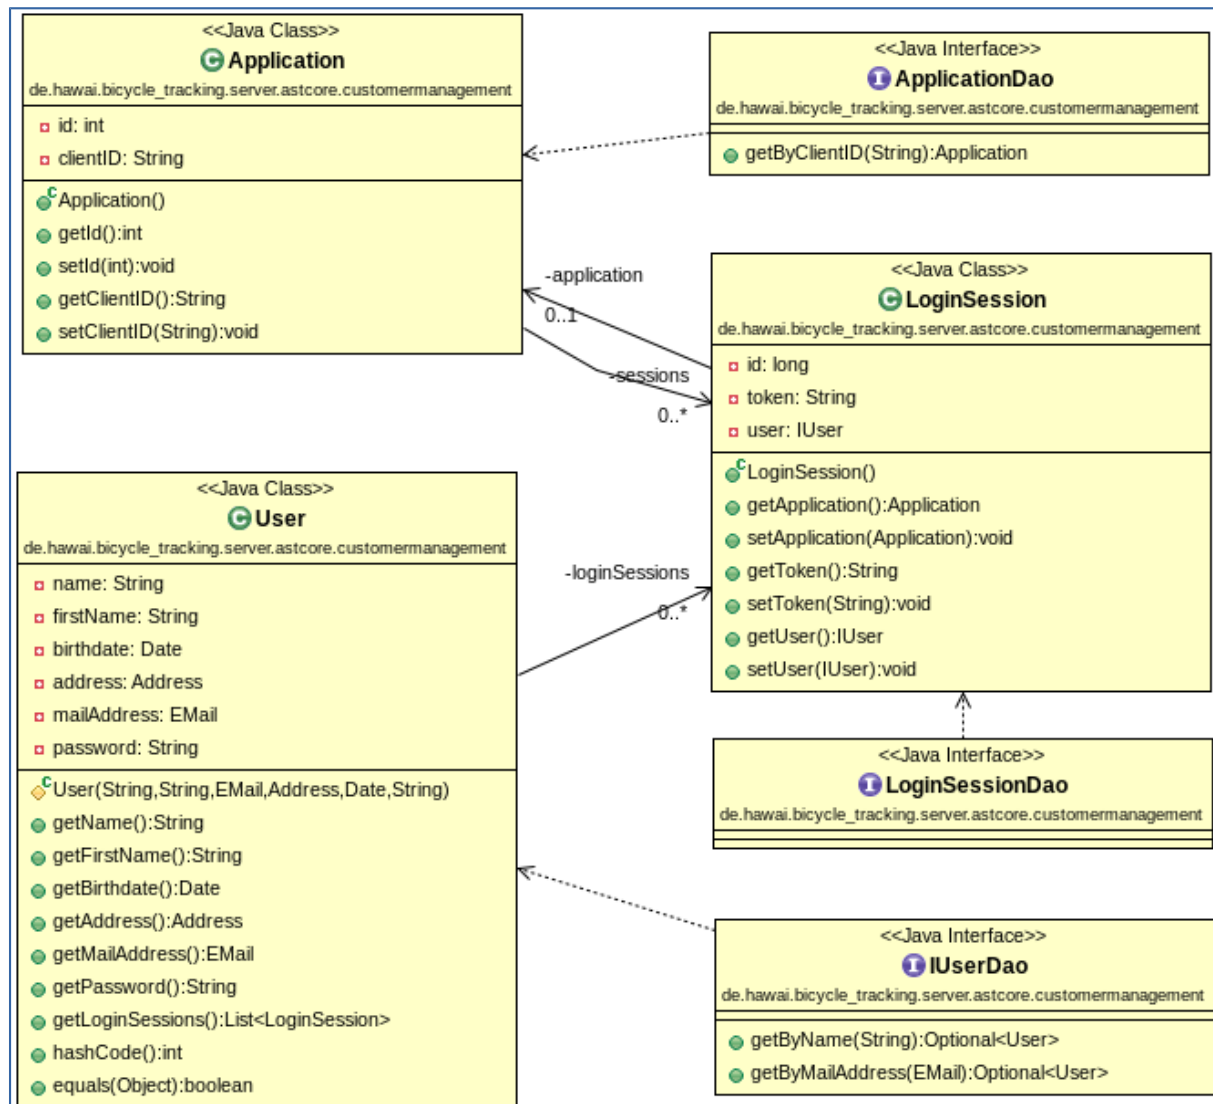 <<Java Class>>
Application
de.hawai.bicycle_tracking.server.astcore.customermanagement
id: int
clientID: String
Application()
getId():int
setId(int):void
getClientID():String
setClientID(String):void
<<Java Interface>>
ApplicationDao
de.hawai.bicycle_tracking.server.astcore.customermanagement
getByClientID(String):Application
-application
0..1
-sessions
0..*
<<Java Class>>
LoginSession
de.hawai.bicycle_tracking.server.astcore.customermanagement
id: long
token: String
user: IUser
LoginSession()
getApplication():Application
setApplication(Application):void
getToken():String
setToken(String):void
getUser():IUser
setUser(IUser):void
<<Java Class>>
User
de.hawai.bicycle_tracking.server.astcore.customermanagement
name: String
firstName: String
birthdate: Date
address: Address
mailAddress: EMail
password: String
User(String,String,EMail,Address,Date,String)
getName():String
getFirstName():String
getBirthdate():Date
getAddress():Address
getMailAddress():EMail
getPassword():String
getLoginSessions():List<LoginSession>
hashCode():int
equals(Object):boolean
-loginSessions
0..*
<<Java Interface>>
LoginSessionDao
de.hawai.bicycle_tracking.server.astcore.customermanagement
<<Java Interface>>
IUserDao
de.hawai.bicycle_tracking.server.astcore.customermanagement
getByName(String):Optional<User>
getByMailAddress(EMail):Optional<User>